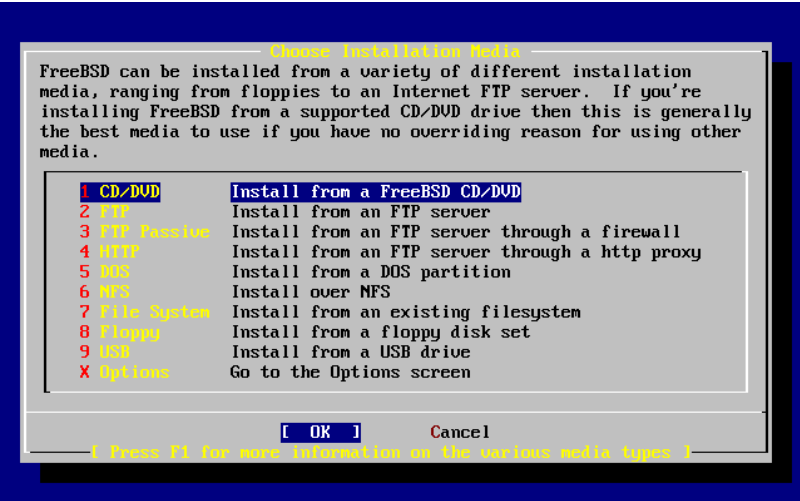 Choose Installation Media
FreeBSD can be installed from a variety of different installation
media, ranging from floppies to an Internet FTP server.  If you're
installing FreeBSD from a supported CD/DVD drive then this is generally
the best media to use if you have no overriding reason for using other
media.
1 CD/DVD Install from a FreeBSD CD/DVD
2 FTP Install from an FTP server
3 FTP Passive Install from an FTP server through a firewall
4 HTTP Install from an FTP server through a http proxy
5 DOS Install from a DOS partition
6 NFS Install over NFS
7 File System Install from an existing filesystem
8 Floppy Install from a floppy disk set
9 USB Install from a USB drive
X Options Go to the Options screen
[ OK ] Cancel
[ Press F1 for more information on the various media types ]